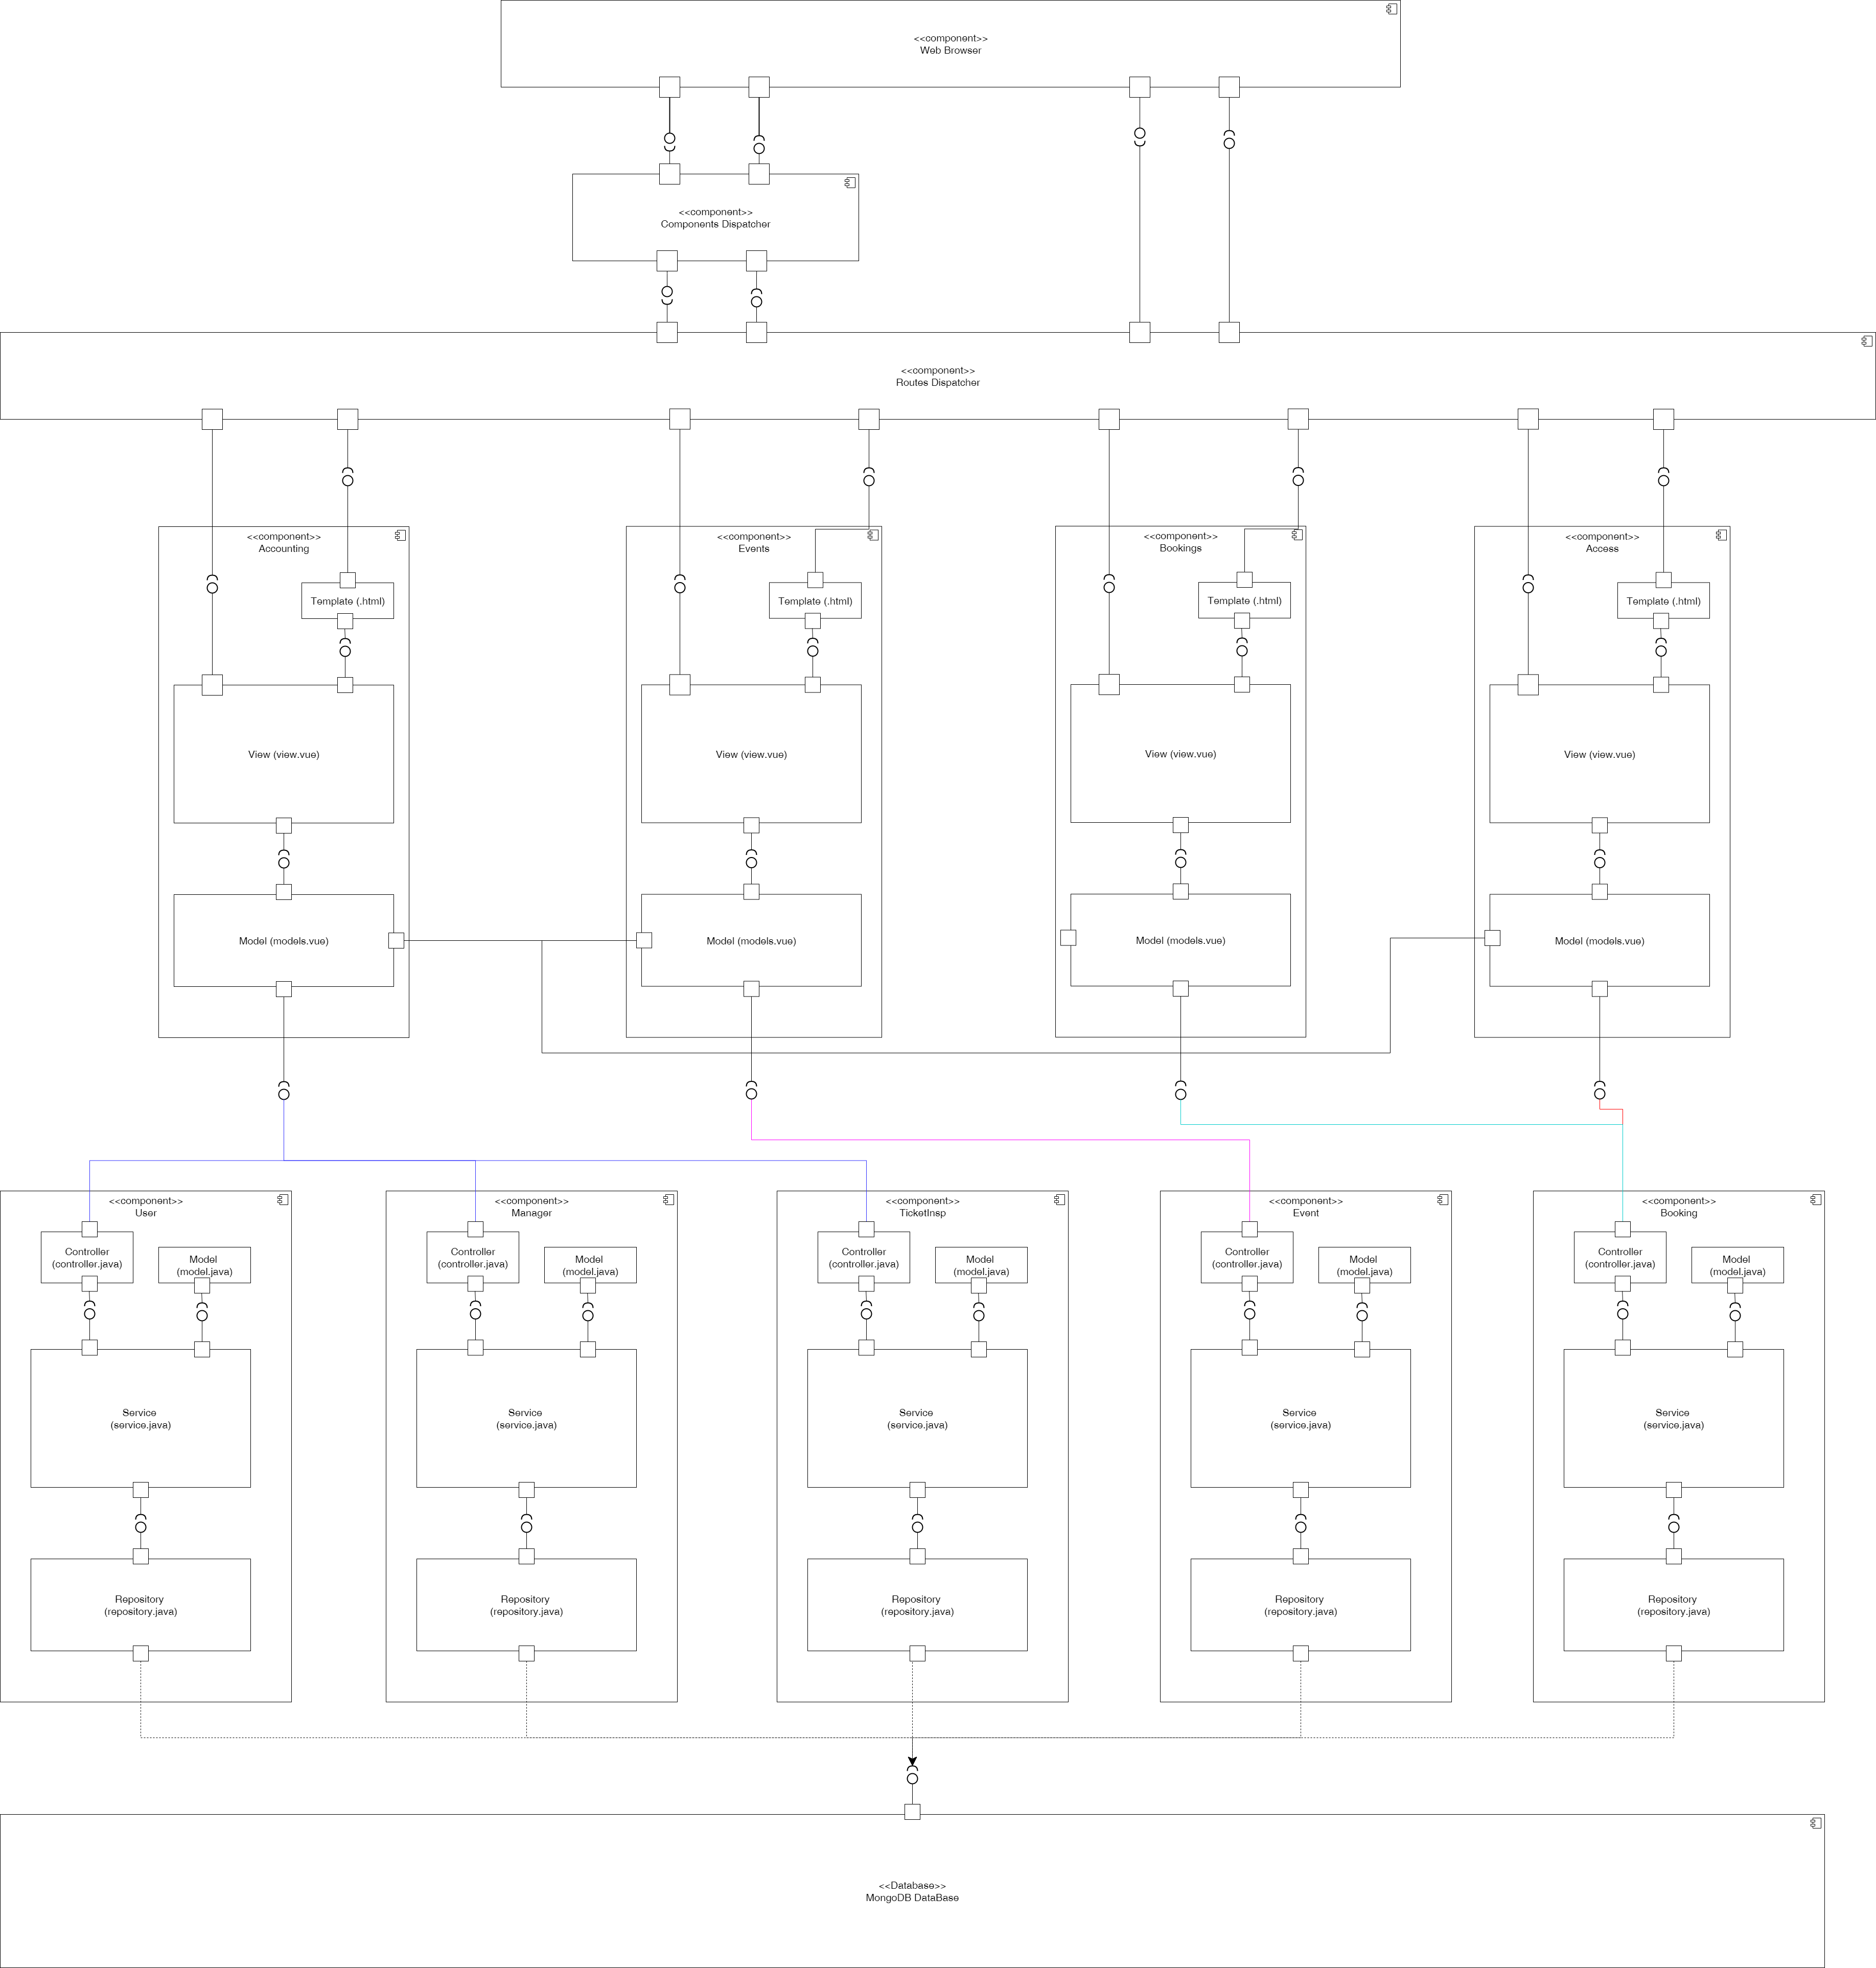 <<component>>
Web Browser
<<component>>
Components Dispatcher
<<component>>
Routes Dispatcher
<<component>>
Accounting
Template (.html)
View (view.vue)
Model (models.vue)
<<component>>
Events
Template (.html)
View (view.vue)
Model (models.vue)
<<component>>
Bookings
Template (.html)
View (view.vue)
Model (models.vue)
<<component>>
Access
Template (.html)
View (view.vue)
Model (models.vue)
<<component>>
User
Controller
(controller.java)
Model
(model.java)
Service
(service.java)
Repository
(repository.java)
<<component>>
Manager
Controller
(controller.java)
Model
(model.java)
Service
(service.java)
Repository
(repository.java)
<<component>>
TicketInsp
Controller
(controller.java)
Model
(model.java)
Service
(service.java)
Repository
(repository.java)
<<component>>
Event
Controller
(controller.java)
Model
(model.java)
Service
(service.java)
Repository
(repository.java)
<<component>>
Booking
Controller
(controller.java)
Model
(model.java)
Service
(service.java)
Repository
(repository.java)
<<Database>>
MongoDB DataBase